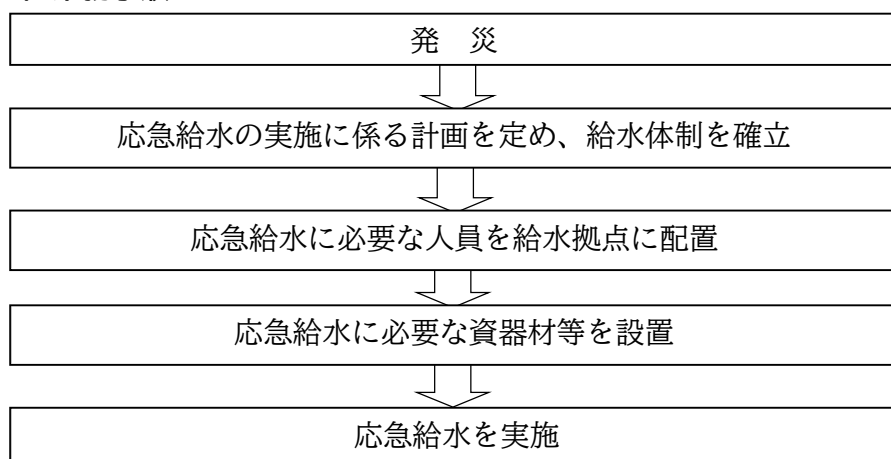 発 災
応急給水の実施に係る計画を定め、給水体制を確立
応急給水に必要な人員を給水拠点に配置
応急給水に必要な資器材等を設置
応急給水を実施